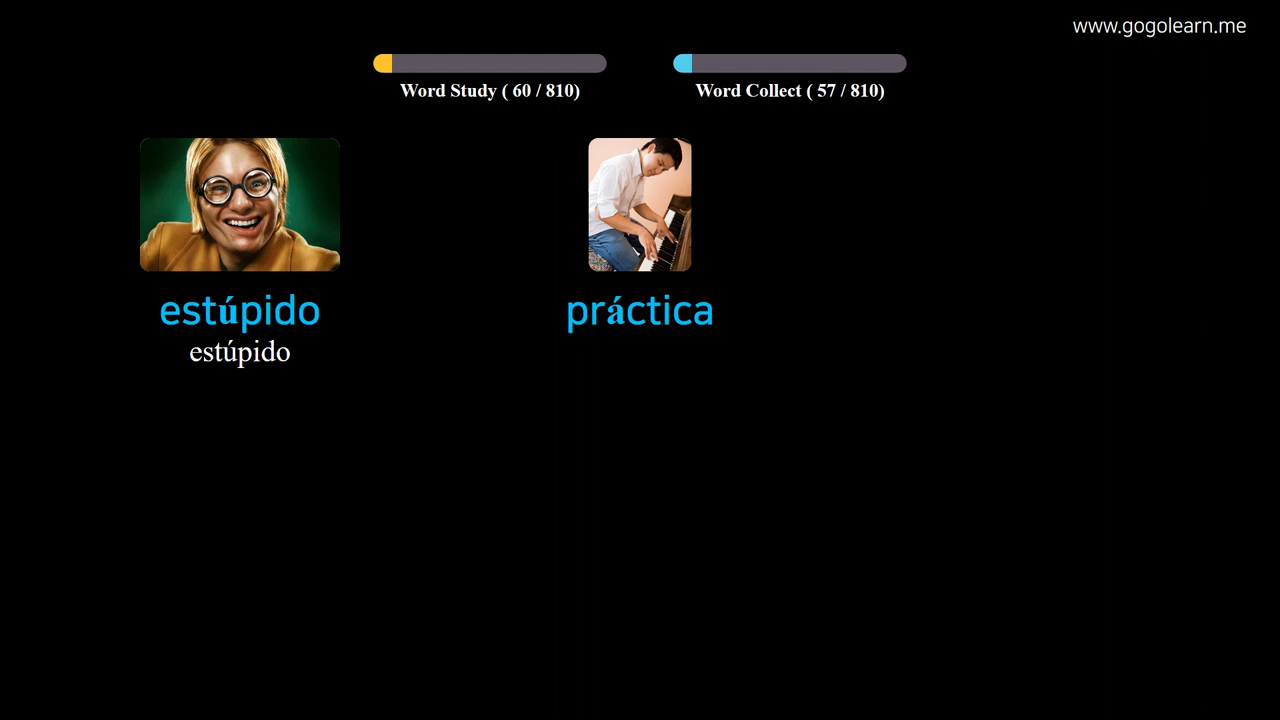 www.gogolearn.me
Word Study ( 60 / 810)
Word Collect ( 57 / 810)
estúpido
práctica
estúpido